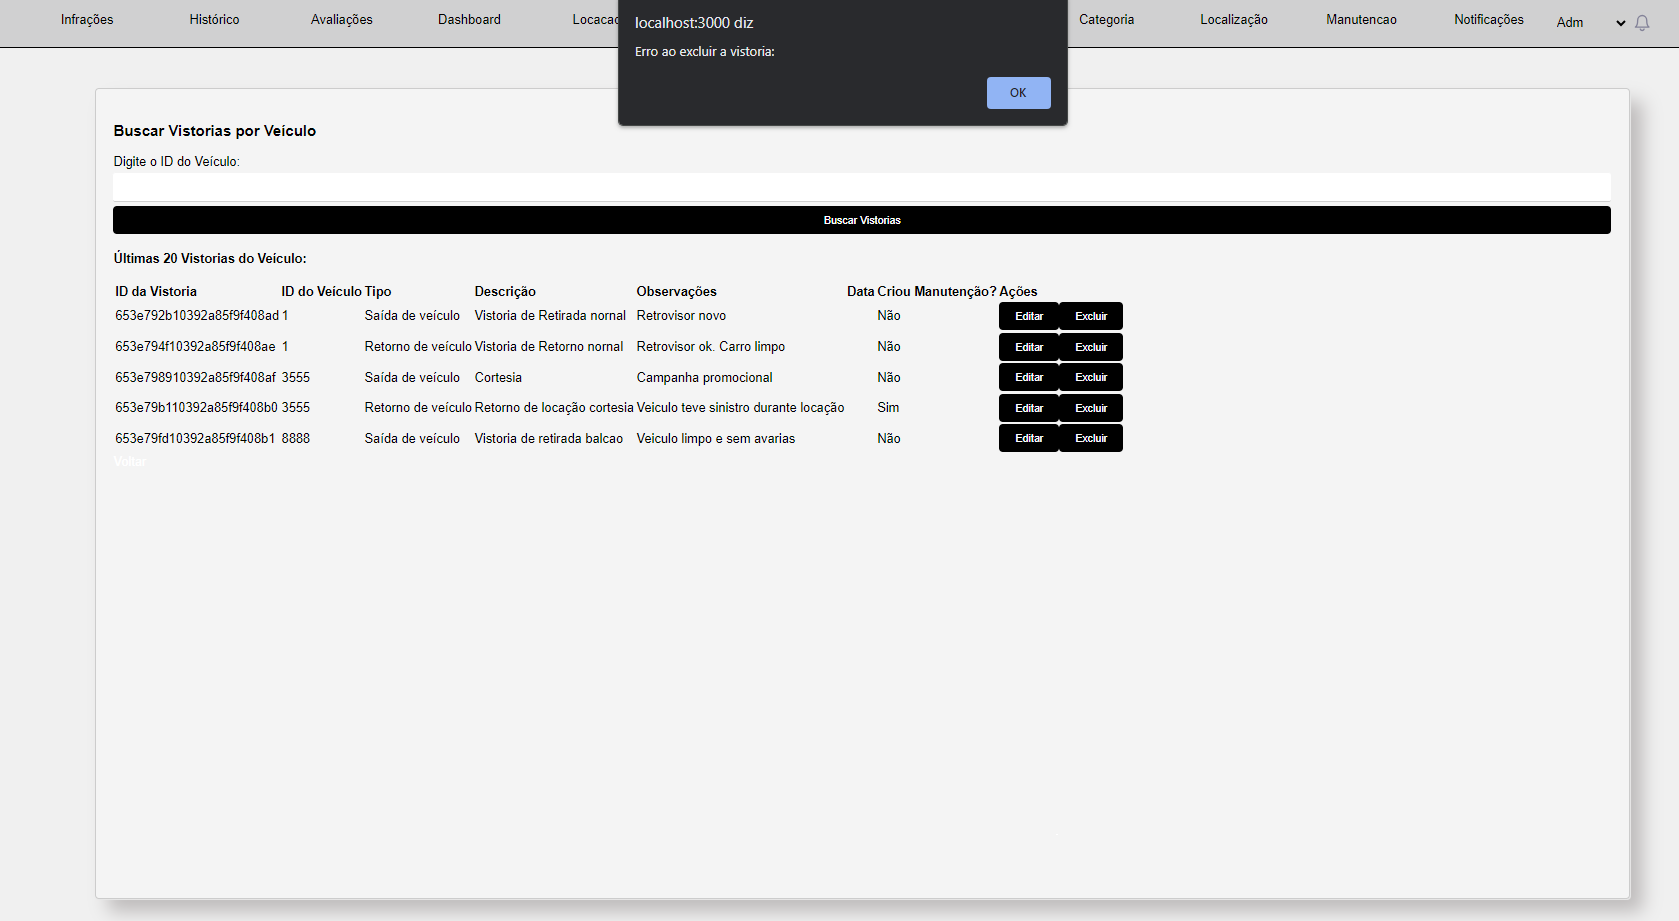 Infrações Histórico Avaliações Dashboard Locacao Categoria Localização Manutencao Notificações Adm
localhost:3000 diz
Erro ao excluir a vistoria:
OK
Buscar Vistorias por Veículo
Digite o ID do Veículo:
Buscar Vistorias
Últimas 20 Vistorias do Veículo:
ID da Vistoria ID do Veículo Tipo Descrição Observações Data Criou Manutenção? Ações
653e792b10392a85f9f408ad 1 Saída de veículo Vistoria de Retirada nornal Retrovisor novo Não Editar Excluir
653e794f10392a85f9f408ae 1 Retorno de veículo Vistoria de Retorno nornal Retrovisor ok. Carro limpo Não Editar Excluir
653e798910392a85f9f408af 3555 Saída de veículo Cortesia Campanha promocional Não Editar Excluir
653e79b110392a85f9f408b0 3555 Retorno de veículo Retorno de locação cortesia Veiculo teve sinistro durante locação Sim Editar Excluir
653e79fd10392a85f9f408b1 8888 Saída de veículo Vistoria de retirada balcao Veiculo limpo e sem avarias Não Editar Excluir
Voltar